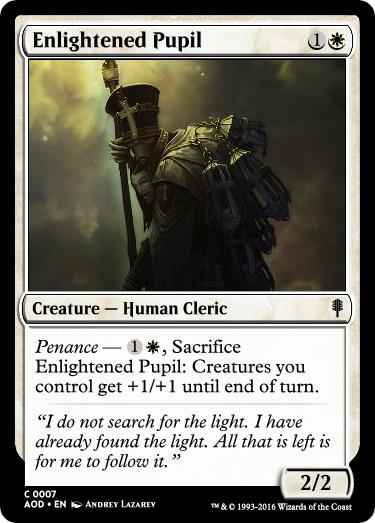 Enlightened Pupil 1
Creature — Human Cleric
Penance — 1 , Sacrifice
Enlightened Pupil: Creatures you
control get +1/+1 until end of turn.
“I do not search for the light. I have
already found the light. All that is left is
for me to follow it.”
2/2
C 0007
AOD • EN Andrey Lazarev
™ & © 1993-2016 Wizards of the Coast